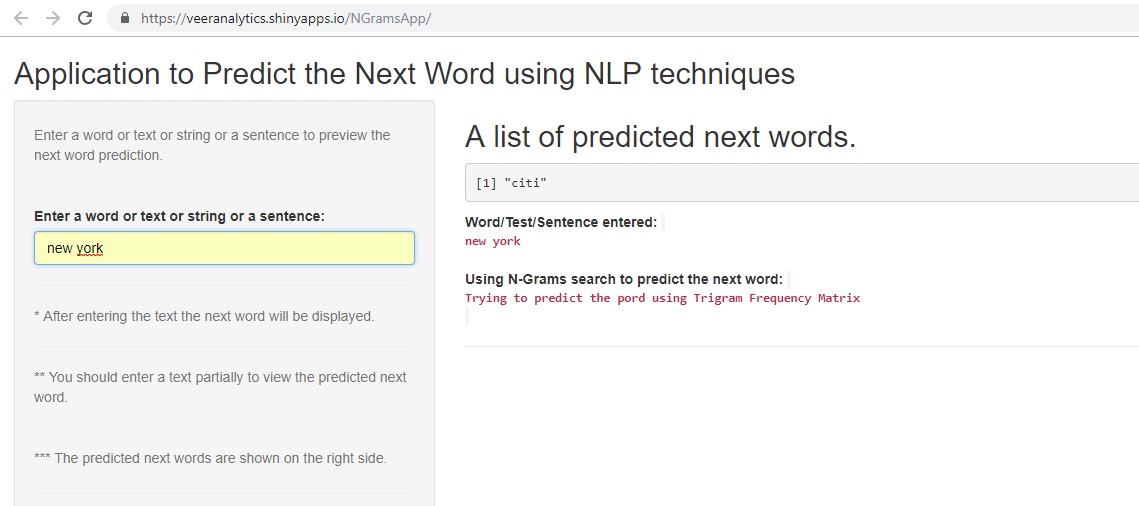 https://veeranalytics.shinyapps.io/NGramsApp/
Application to Predict the Next Word using NLP techniques
Enter a word or text or string or a sentence to preview the
next word prediction.
Enter a word or text or string or a sentence:
new york
* After entering the text the next word will be displayed.
** You should enter a text partially to view the predicted next
word.
*** The predicted next words are shown on the right side.
A list of predicted next words.
[1] "citi"
Word/Test/Sentence entered:
new york
Using N-Grams search to predict the next word:
Trying to predict the pord using Trigram Frequency Matrix